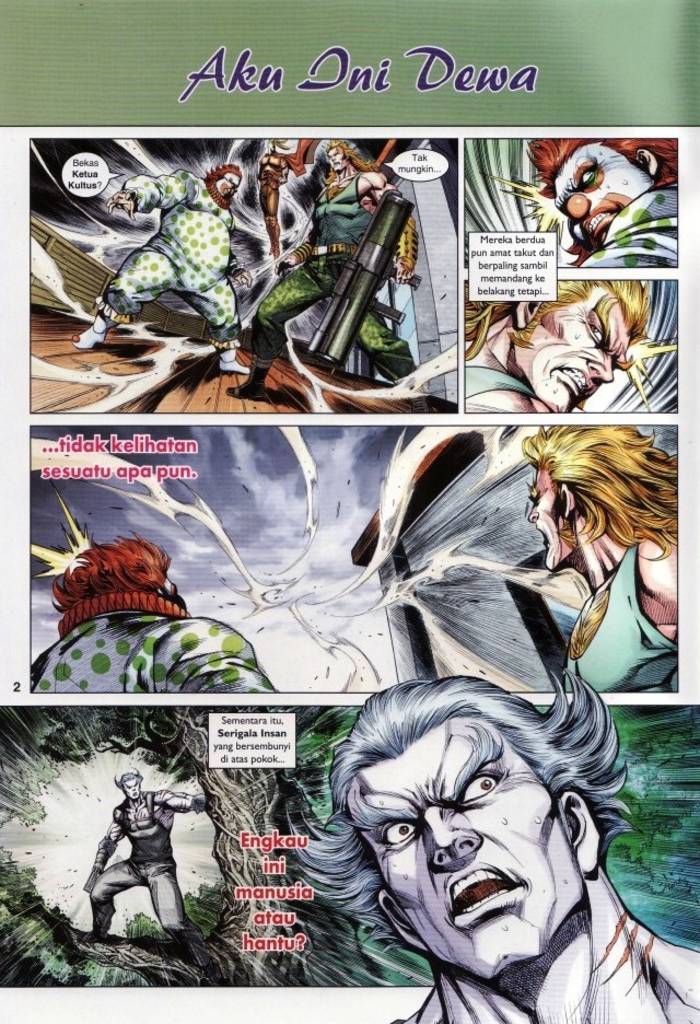 Aku Ini Dewa
Bekas
Ketua
Kultus?
Tak
mungkin...
Mereka berdua
pun amat takut dan
berpaling sambil
memandang ke
belakang tetapi...
...tidak kelihatan
sesuatu apa pun.
2
Sementara itu,
Serigala Insan
yang bersembunyi
di atas pokok...
Engkau
ini
manusia
atau
hantu?